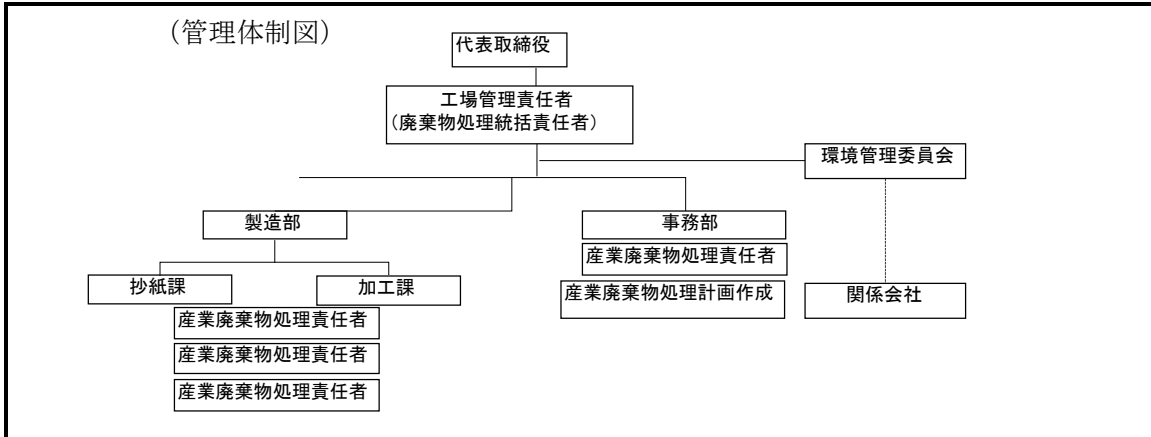 (管理体制図)
代表取締役
工場管理責任者
(廃棄物処理統括責任者)
環境管理委員会
製造部
事務部
産業廃棄物処理責任者
抄紙課
加工課
産業廃棄物処理計画作成
関係会社
産業廃棄物処理責任者
産業廃棄物処理責任者
産業廃棄物処理責任者